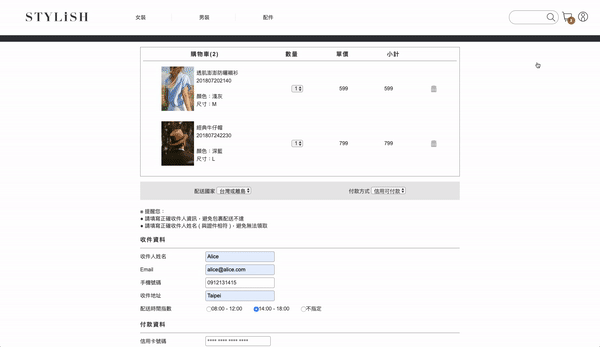 STYLiSH 女裝 男裝 配件
購物車(2) 數量 單價 小計
透肌澎澎防曬襯衫
201807202140
顏色：淺灰
尺寸：M
1 599 599
經典牛仔帽
201807242230
顏色：深藍
尺寸：L
1 799 799
配送國家 台灣或離島 付款方式 信用可付款
※ 提醒您：
● 請填寫正確收件人資訊，避免包裹配送不達
● 請填寫正確收件人姓名 ( 與證件相符 )，避免無法領取
收件資料
收件人姓名 Alice
Email alice@alice.com
手機號碼 0912131415
收件地址 Taipei
配送時間指數 08:00 - 12:00 14:00 - 18:00 不指定
付款資料
信用卡號碼 **** **** **** ****